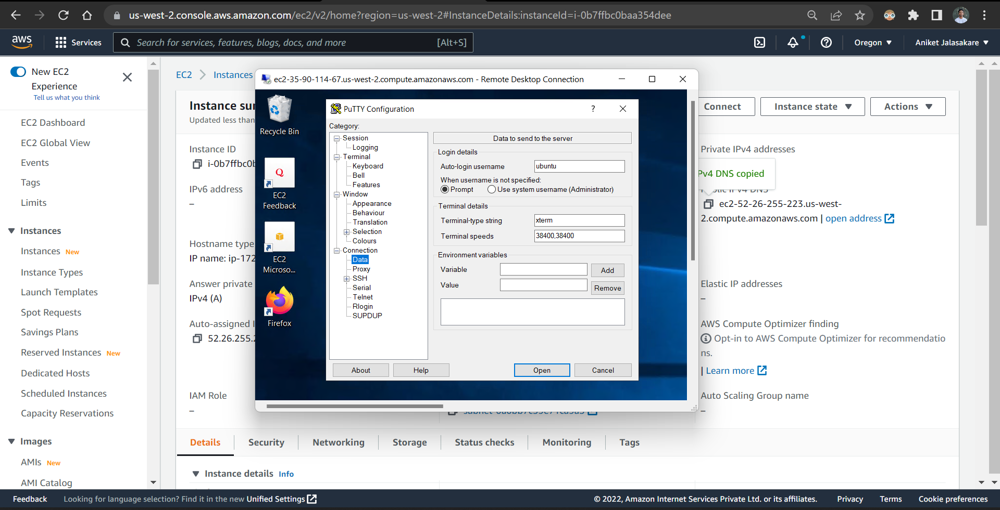 us-west-2.console.aws.amazon.com/ec2/v2/home?region=us-west-2#InstanceDetails:instanceId=i-0b7ffbc0baa354dee
aws
Services
Search for services, features, blogs, docs, and more
[Alt+S]
Oregon
Aniket Jalasakare
New EC2
Experience
Tell us what you think
EC2 Dashboard
EC2 Global View
Events
Tags
Limits
Instances
Instances New
Instance Types
Launch Templates
Spot Requests
Savings Plans
Reserved Instances New
Dedicated Hosts
Scheduled Instances
Capacity Reservations
Images
AMIs New
AMI Catalog
EC2
Instances
Instance su
Updated less than
Connect
Instance state
Actions
Instance ID
i-0b7ffbc0b
IPv6 address
–
Hostname type
IP name: ip-172
Answer private
IPv4 (A)
Auto-assigned I
52.26.255.2
IAM Role
–
ec2-35-90-114-67.us-west-2.compute.amazonaws.com - Remote Desktop Connection
Recycle Bin
EC2
Feedback
EC2
Microso...
Firefox
PuTTY Configuration
?
Category:
Session
Logging
Terminal
Keyboard
Bell
Features
Window
Appearance
Behaviour
Translation
Selection
Colours
Connection
Data
Proxy
SSH
Serial
Telnet
Rlogin
SUPDUP
Data to send to the server
Login details
Auto-login username
ubuntu
When username is not specified:
Prompt
Use system username (Administrator)
Terminal details
Terminal-type string
xterm
Terminal speeds
38400,38400
Environment variables
Variable
Add
Value
Remove
About
Help
Open
Cancel
Private IPv4 addresses
Pv4 DNS copied
Public IPv4 DNS
ec2-52-26-255-223.us-west-
2.compute.amazonaws.com | open address
Elastic IP addresses
–
AWS Compute Optimizer finding
Opt-in to AWS Compute Optimizer for recommendatio
ns.
| Learn more
Auto Scaling Group name
–
Details
Security
Networking
Storage
Status checks
Monitoring
Tags
Instance details Info
Feedback
Looking for language selection? Find it in the new Unified Settings
© 2022, Amazon Internet Services Private Ltd. or its affiliates.
Privacy
Terms
Cookie preferences